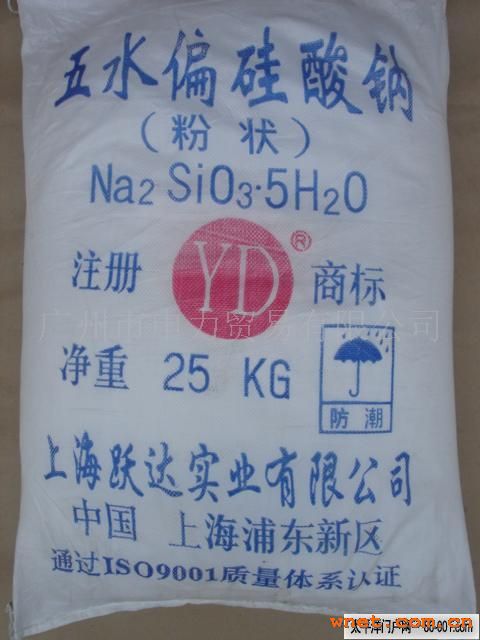 五水偏硅酸钠
(粉状)
Na2 SiO3·5H2O
注册 YD® 商标
广州市申力贸易有限公司
净重 25 KG
防潮
上海跃达实业有限公司
中国 上海浦东新区
通过ISO9001质量体系认证
wnet.com.cn